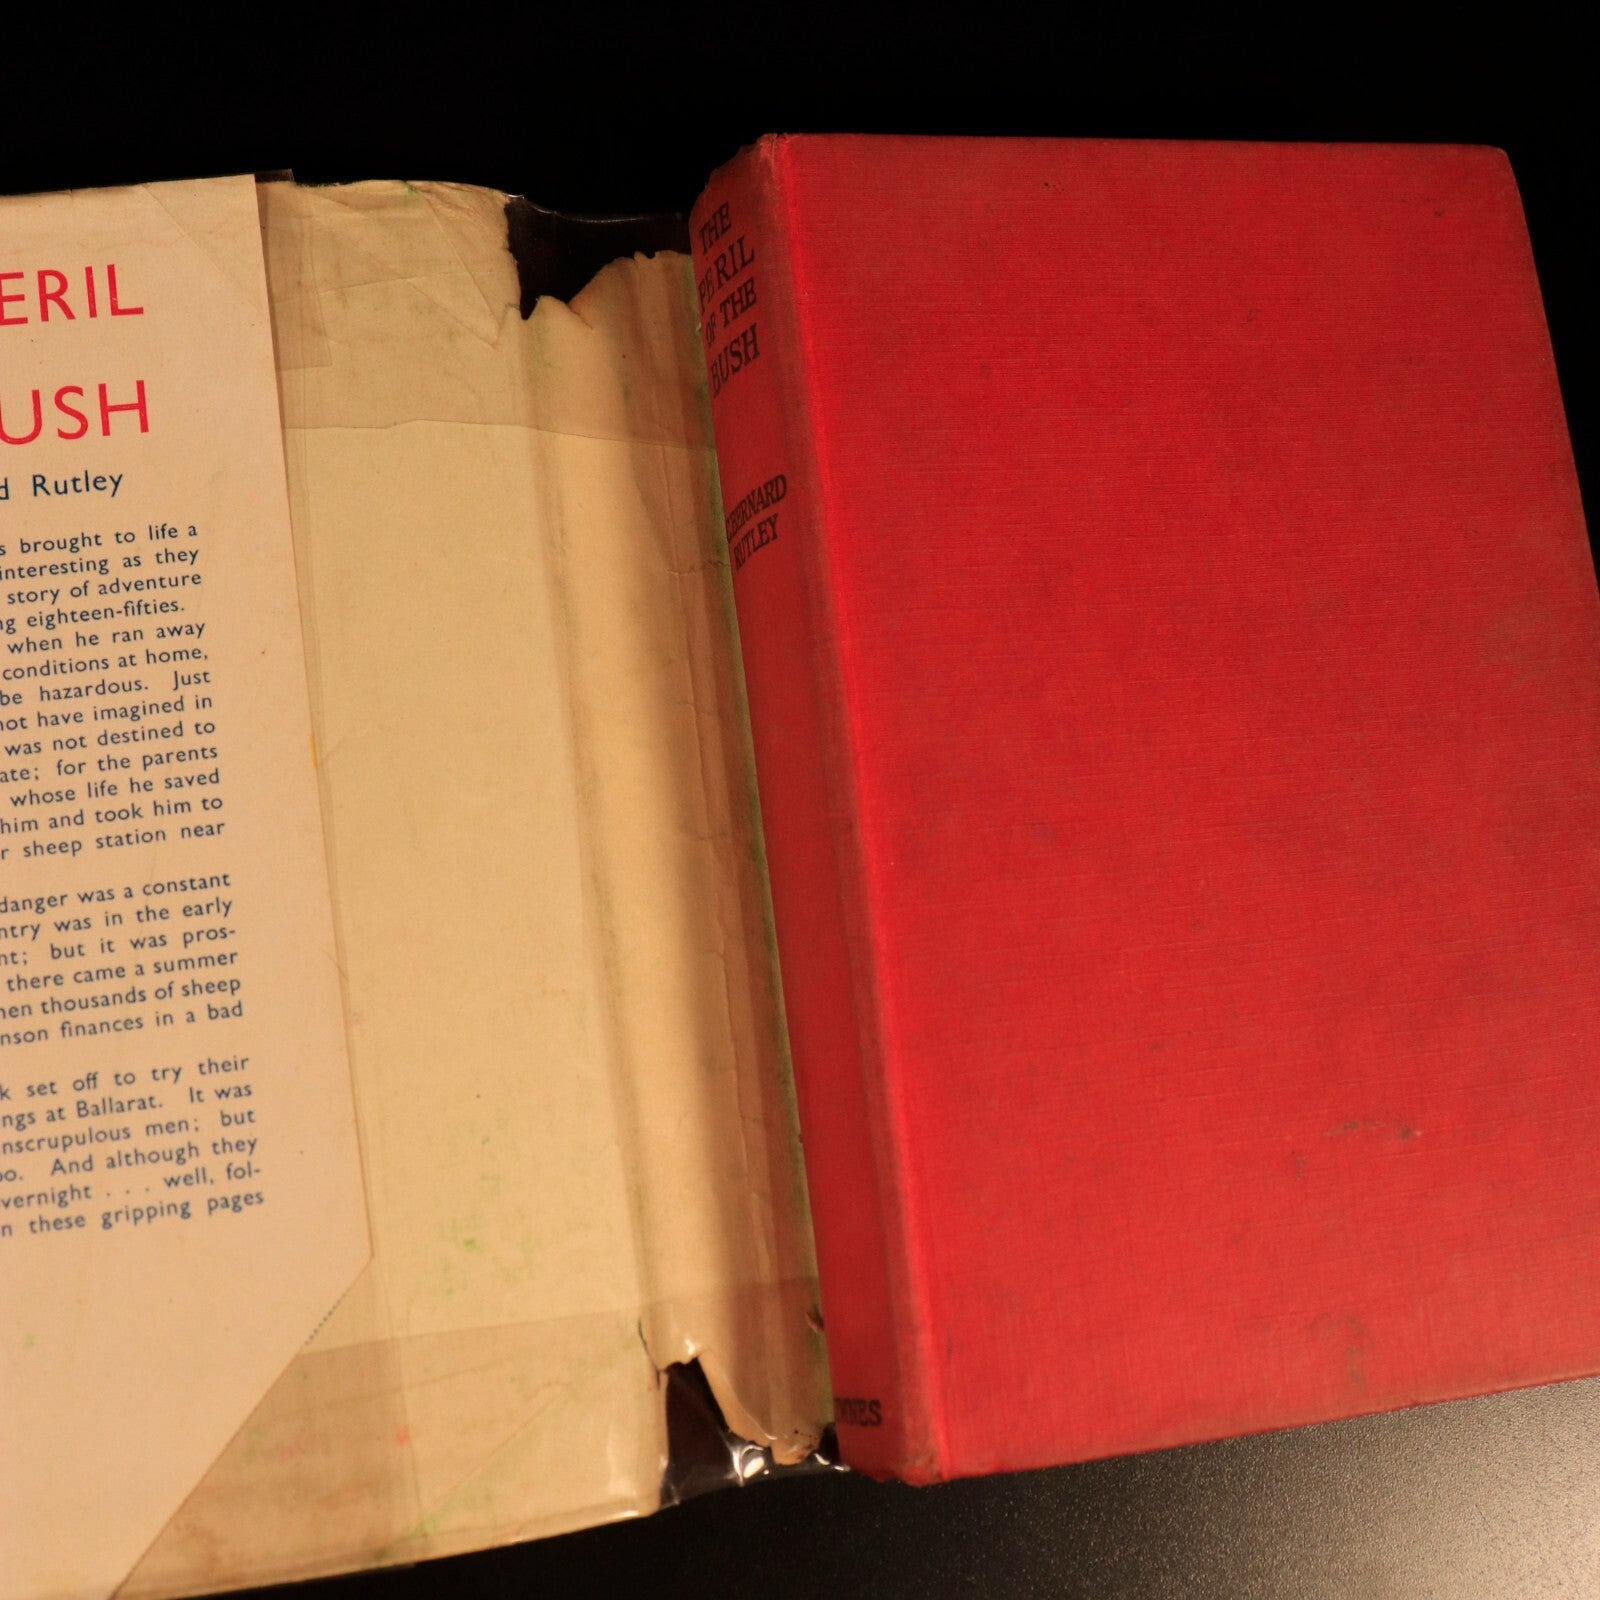 ERIL
USH
d Rutley
s brought to life a
interesting as they
story of adventure
ng eighteen-fifties.
when he ran away
conditions at home,
be hazardous. Just
not have imagined in
was not destined to
ate; for the parents
whose life he saved
him and took him to
r sheep station near
danger was a constant
ntry was in the early
nt; but it was pros-
there came a summer
hen thousands of sheep
nson finances in a bad
k set off to try their
ngs at Ballarat. It was
nscrupulous men; but
oo. And although they
vernight . . . well, fol-
n these gripping pages
THE
PERIL
OF THE
BUSH
C.BERNARD
RUTLEY